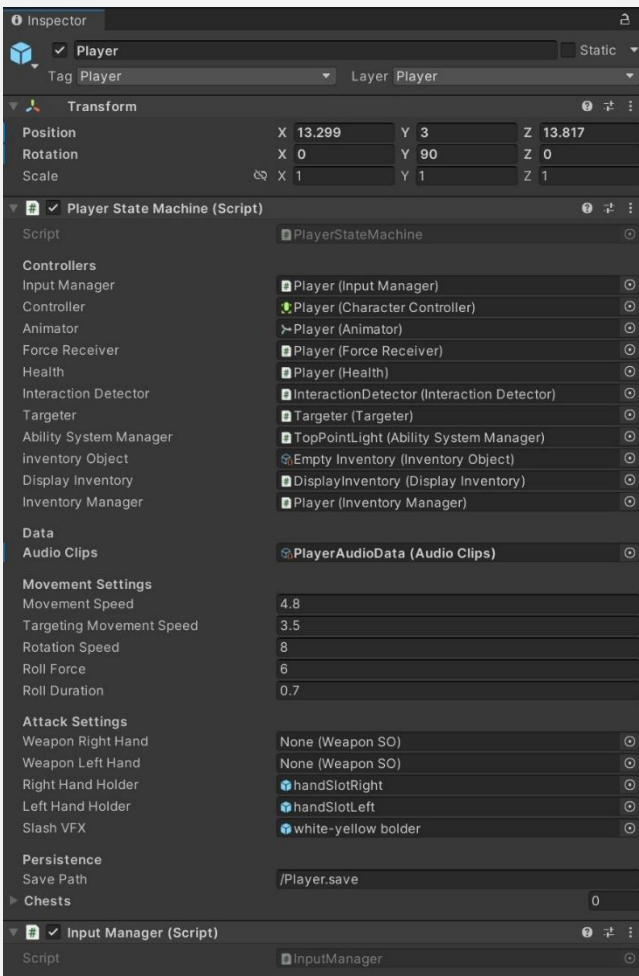 Inspector
Player Static
Tag Player Layer Player
Transform
Position X 13.299 Y 3 Z 13.817
Rotation X 0 Y 90 Z 0
Scale X 1 Y 1 Z 1
# Player State Machine (Script)
Script # PlayerStateMachine
Controllers
Input Manager # Player (Input Manager)
Controller Player (Character Controller)
Animator Player (Animator)
Force Receiver # Player (Force Receiver)
Health # Player (Health)
Interaction Detector # InteractionDetector (Interaction Detector)
Targeter # Targeter (Targeter)
Ability System Manager # TopPointLight (Ability System Manager)
inventory Object Empty Inventory (Inventory Object)
Display Inventory # DisplayInventory (Display Inventory)
Inventory Manager # Player (Inventory Manager)
Data
Audio Clips PlayerAudioData (Audio Clips)
Movement Settings
Movement Speed 4.8
Targeting Movement Speed 3.5
Rotation Speed 8
Roll Force 6
Roll Duration 0.7
Attack Settings
Weapon Right Hand None (Weapon SO)
Weapon Left Hand None (Weapon SO)
Right Hand Holder handSlotRight
Left Hand Holder handSlotLeft
Slash VFX white-yellow bolder
Persistence
Save Path /Player.save
Chests 0
# Input Manager (Script)
Script # InputManager